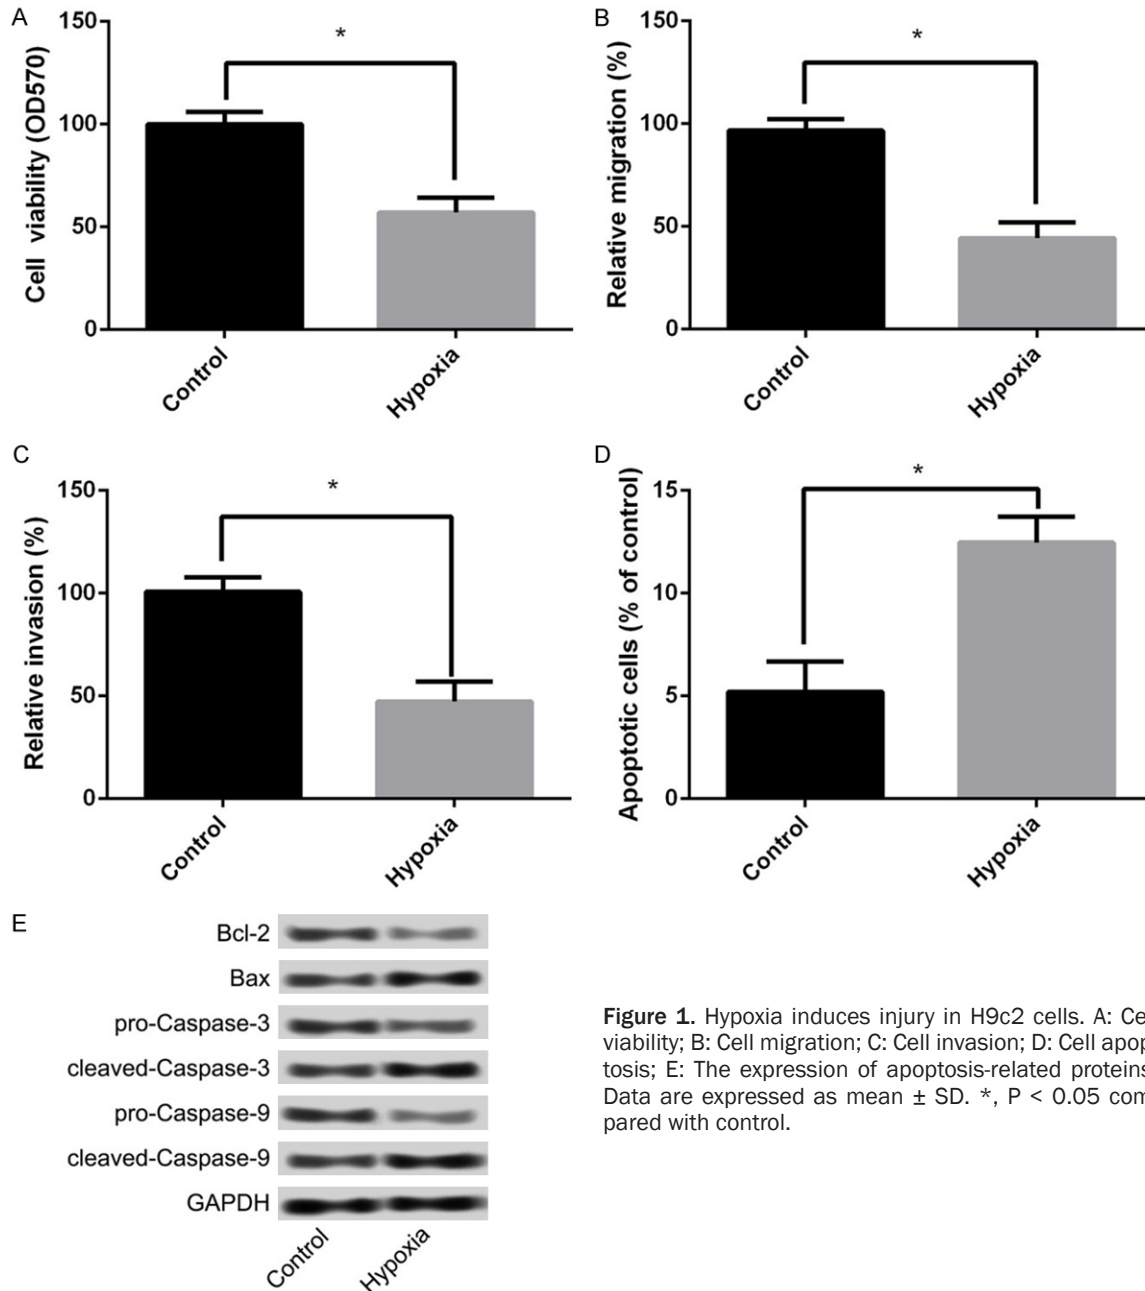 A
150
100
50
0
Cell viability (OD570)
*
Control
Hypoxia
B
150
100
50
0
Relative migration (%)
*
Control
Hypoxia
C
150
100
50
0
Relative invasion (%)
*
Control
Hypoxia
D
15
10
5
0
Apoptotic cells (% of control)
*
Control
Hypoxia
E
Bcl-2
Bax
pro-Caspase-3
cleaved-Caspase-3
pro-Caspase-9
cleaved-Caspase-9
GAPDH
Control
Hypoxia
Figure 1. Hypoxia induces injury in H9c2 cells. A: Ce
viability; B: Cell migration; C: Cell invasion; D: Cell apop
tosis; E: The expression of apoptosis-related proteins
Data are expressed as mean ± SD. *, P < 0.05 com
pared with control.